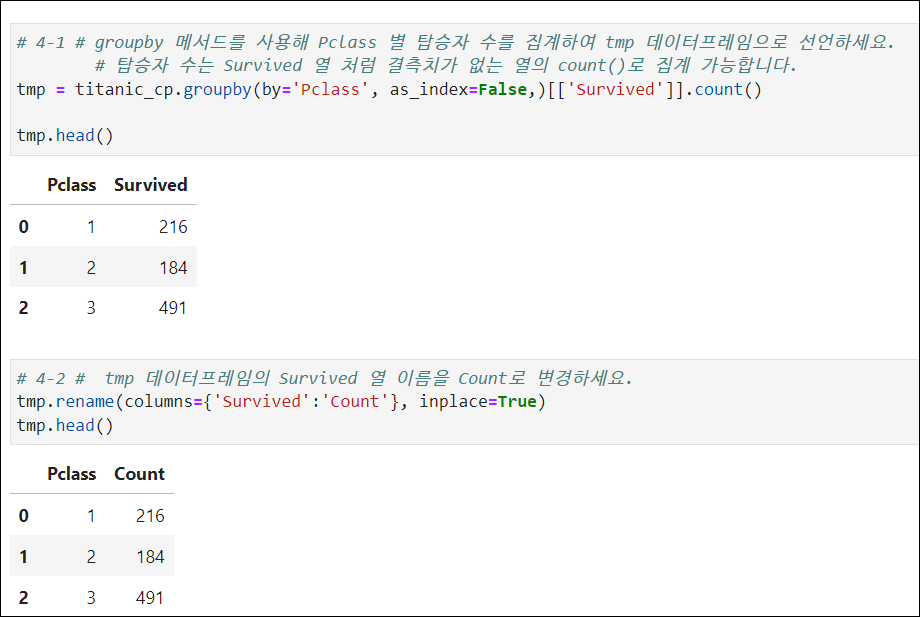 # 4-1 # groupby 메서드를 사용해 Pclass 별 탑승자 수를 집계하여 tmp 데이터프레임으로 선언하세요.
# 탑승자 수는 Survived 열 처럼 결측치가 없는 열의 count()로 집계 가능합니다.
tmp = titanic_cp.groupby(by='Pclass', as_index=False,)[['Survived']].count()
tmp.head()
Pclass Survived
0 1 216
1 2 184
2 3 491
# 4-2 # tmp 데이터프레임의 Survived 열 이름을 Count로 변경하세요.
tmp.rename(columns={'Survived':'Count'}, inplace=True)
tmp.head()
Pclass Count
0 1 216
1 2 184
2 3 491